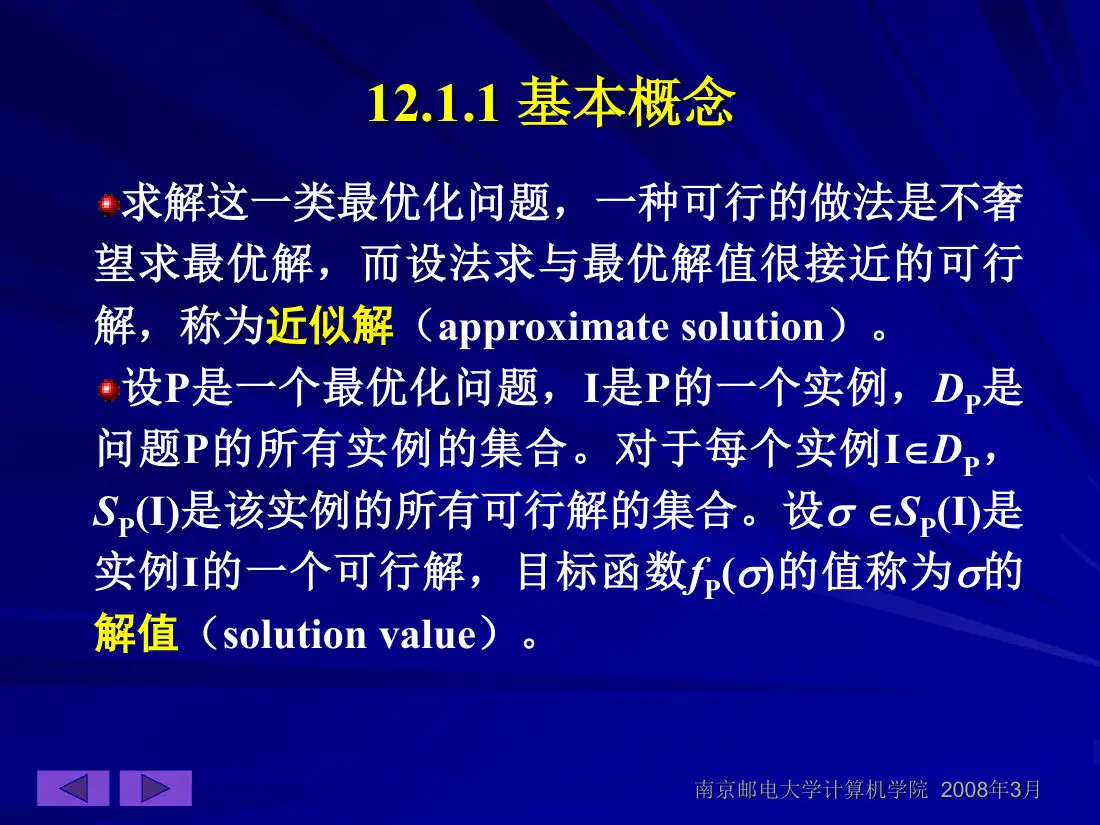 12.1.1 基本概念
求解这一类最优化问题，一种可行的做法是不奢
望求最优解，而设法求与最优解值很接近的可行
解，称为近似解（approximate solution）。
设P是一个最优化问题，I是P的一个实例，DP是
问题P的所有实例的集合。对于每个实例I∈DP，
SP(I)是该实例的所有可行解的集合。设σ ∈SP(I)是
实例I的一个可行解，目标函数fP(σ)的值称为σ的
解值（solution value）。
南京邮电大学计算机学院 2008年3月